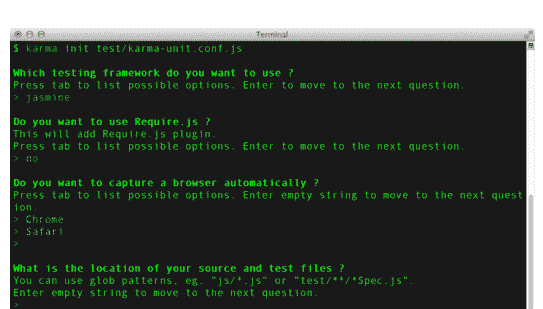 Terminal
$ karma init test/karma-unit.conf.js
Which testing framework do you want to use ?
Press tab to list possible options. Enter to move to the next question.
> jasmine
Do you want to use Require.js ?
This will add Require.js plugin.
Press tab to list possible options. Enter to move to the next question.
> no
Do you want to capture a browser automatically ?
Press tab to list possible options. Enter empty string to move to the next quest
ion.
> Chrome
> Safari
>
What is the location of your source and test files ?
You can use glob patterns, eg. "js/*.js" or "test/**/*Spec.js".
Enter empty string to move to the next question.
>